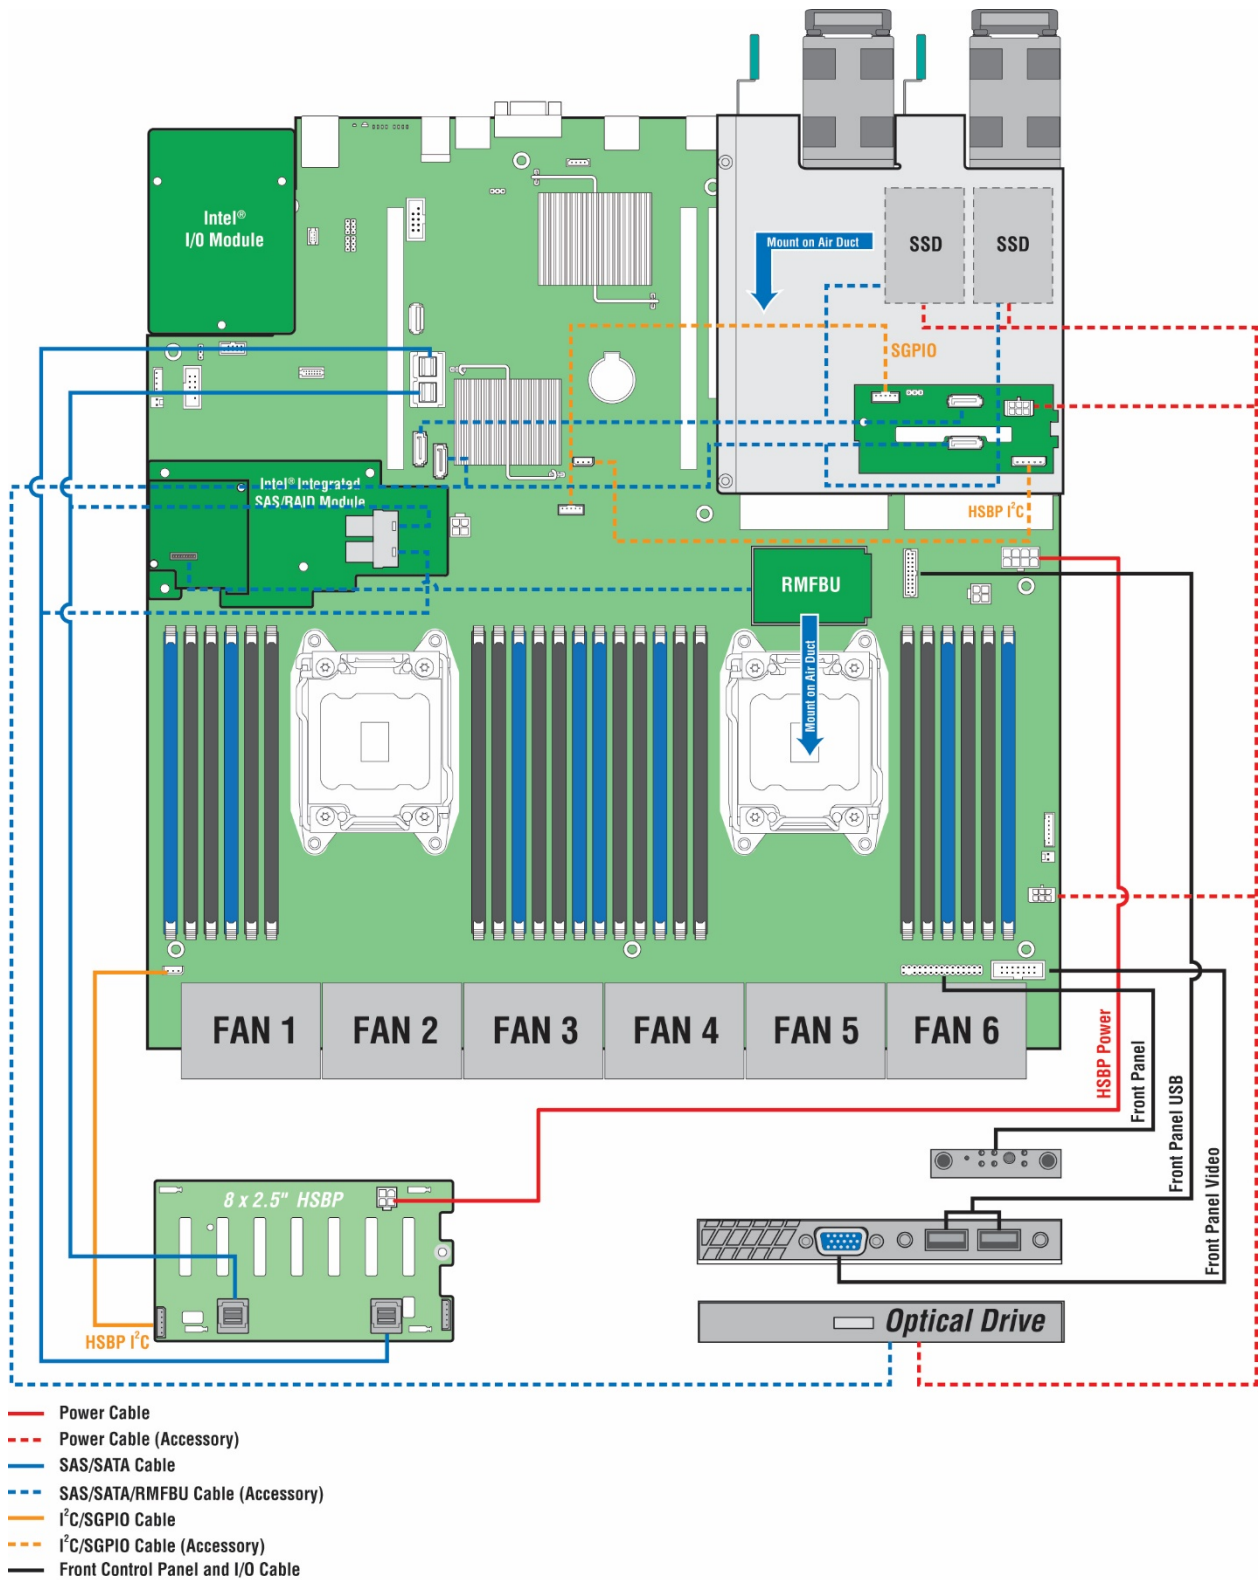 Intel®
I/O Module
Mount on Air Duct
SSD
SSD
SGPIO
Intel® Integrated
SAS/RAID Module
HSBP I²C
RMFBU
Mount on Air Duct
FAN 1
FAN 2
FAN 3
FAN 4
FAN 5
FAN 6
HSBP Power
Front Panel
Front Panel USB
Front Panel Video
8 x 2.5" HSBP
HSBP I²C
Optical Drive
Power Cable
Power Cable (Accessory)
SAS/SATA Cable
SAS/SATA/RMFBU Cable (Accessory)
I²C/SGPIO Cable
I²C/SGPIO Cable (Accessory)
Front Control Panel and I/O Cable